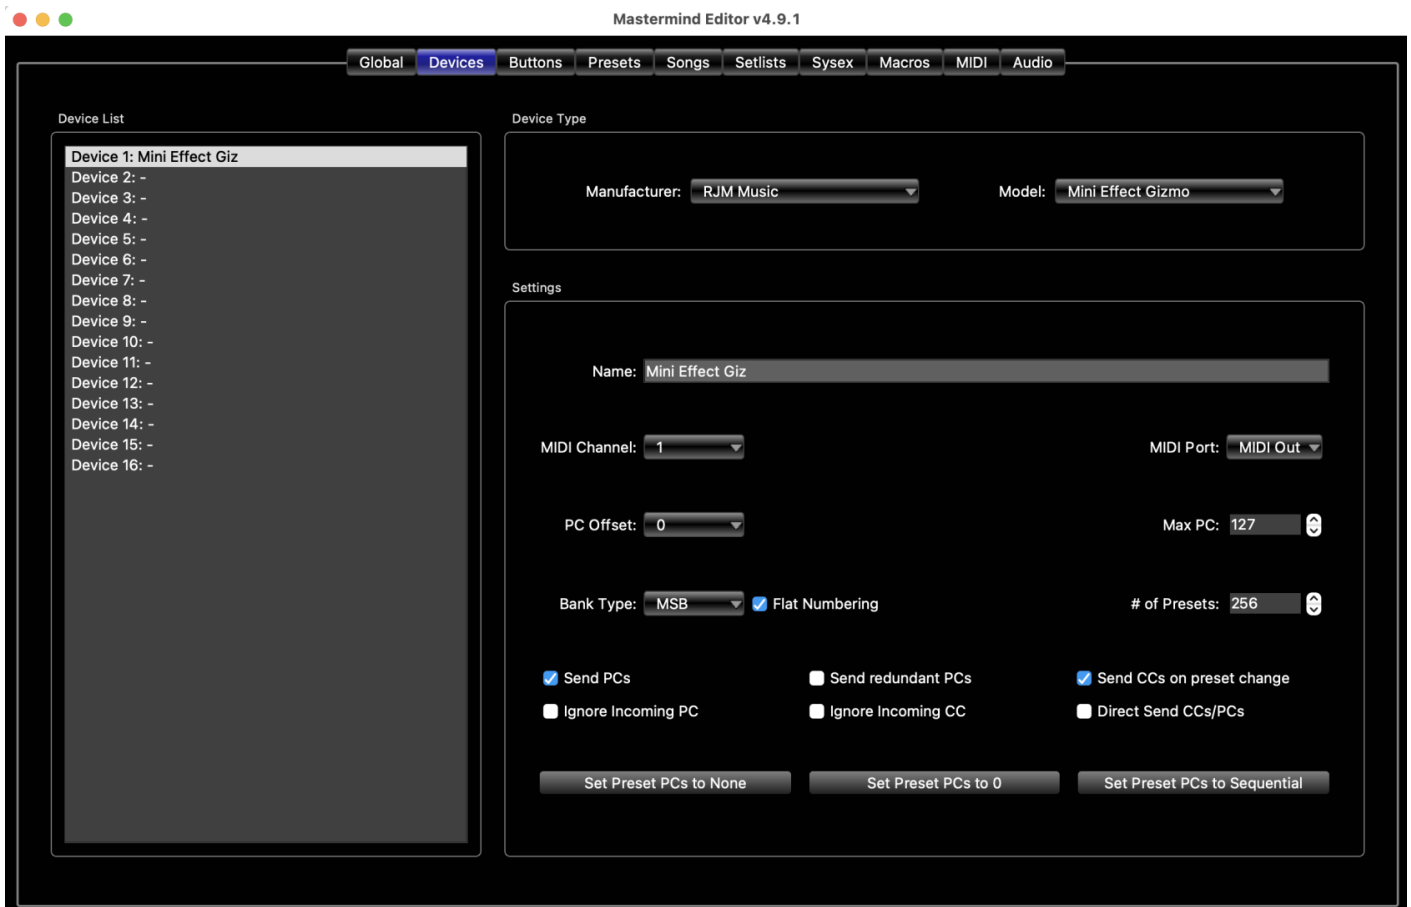 Mastermind Editor v4.9.1
Global Devices Buttons Presets Songs Setlists Sysex Macros MIDI Audio
Device List
Device 1: Mini Effect Giz
Device 2: -
Device 3: -
Device 4: -
Device 5: -
Device 6: -
Device 7: -
Device 8: -
Device 9: -
Device 10: -
Device 11: -
Device 12: -
Device 13: -
Device 14: -
Device 15: -
Device 16: -
Device Type
Manufacturer: RJM Music Model: Mini Effect Gizmo
Settings
Name: Mini Effect Giz
MIDI Channel: 1 MIDI Port: MIDI Out
PC Offset: 0 Max PC: 127
Bank Type: MSB Flat Numbering # of Presets: 256
Send PCs Send redundant PCs Send CCs on preset change
Ignore Incoming PC Ignore Incoming CC Direct Send CCs/PCs
Set Preset PCs to None Set Preset PCs to 0 Set Preset PCs to Sequential